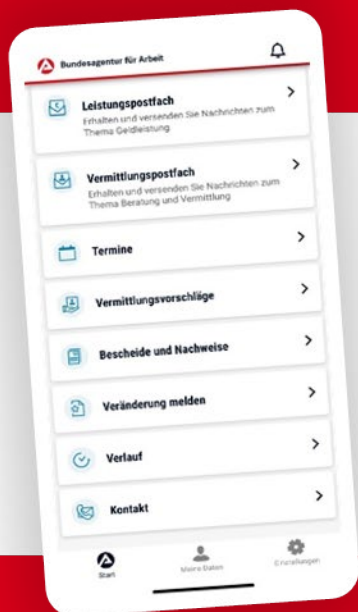 Bundesagentur für Arbeit
Leistungspostfach
Erhalten und versenden Sie Nachrichten zum
Thema Geldleistung
Vermittlungspostfach
Erhalten und versenden Sie Nachrichten zum
Thema Beratung und Vermittlung
Termine
Vermittlungsvorschläge
Bescheide und Nachweise
Veränderung melden
Verlauf
Kontakt
Start
Meine Daten
Einstellungen